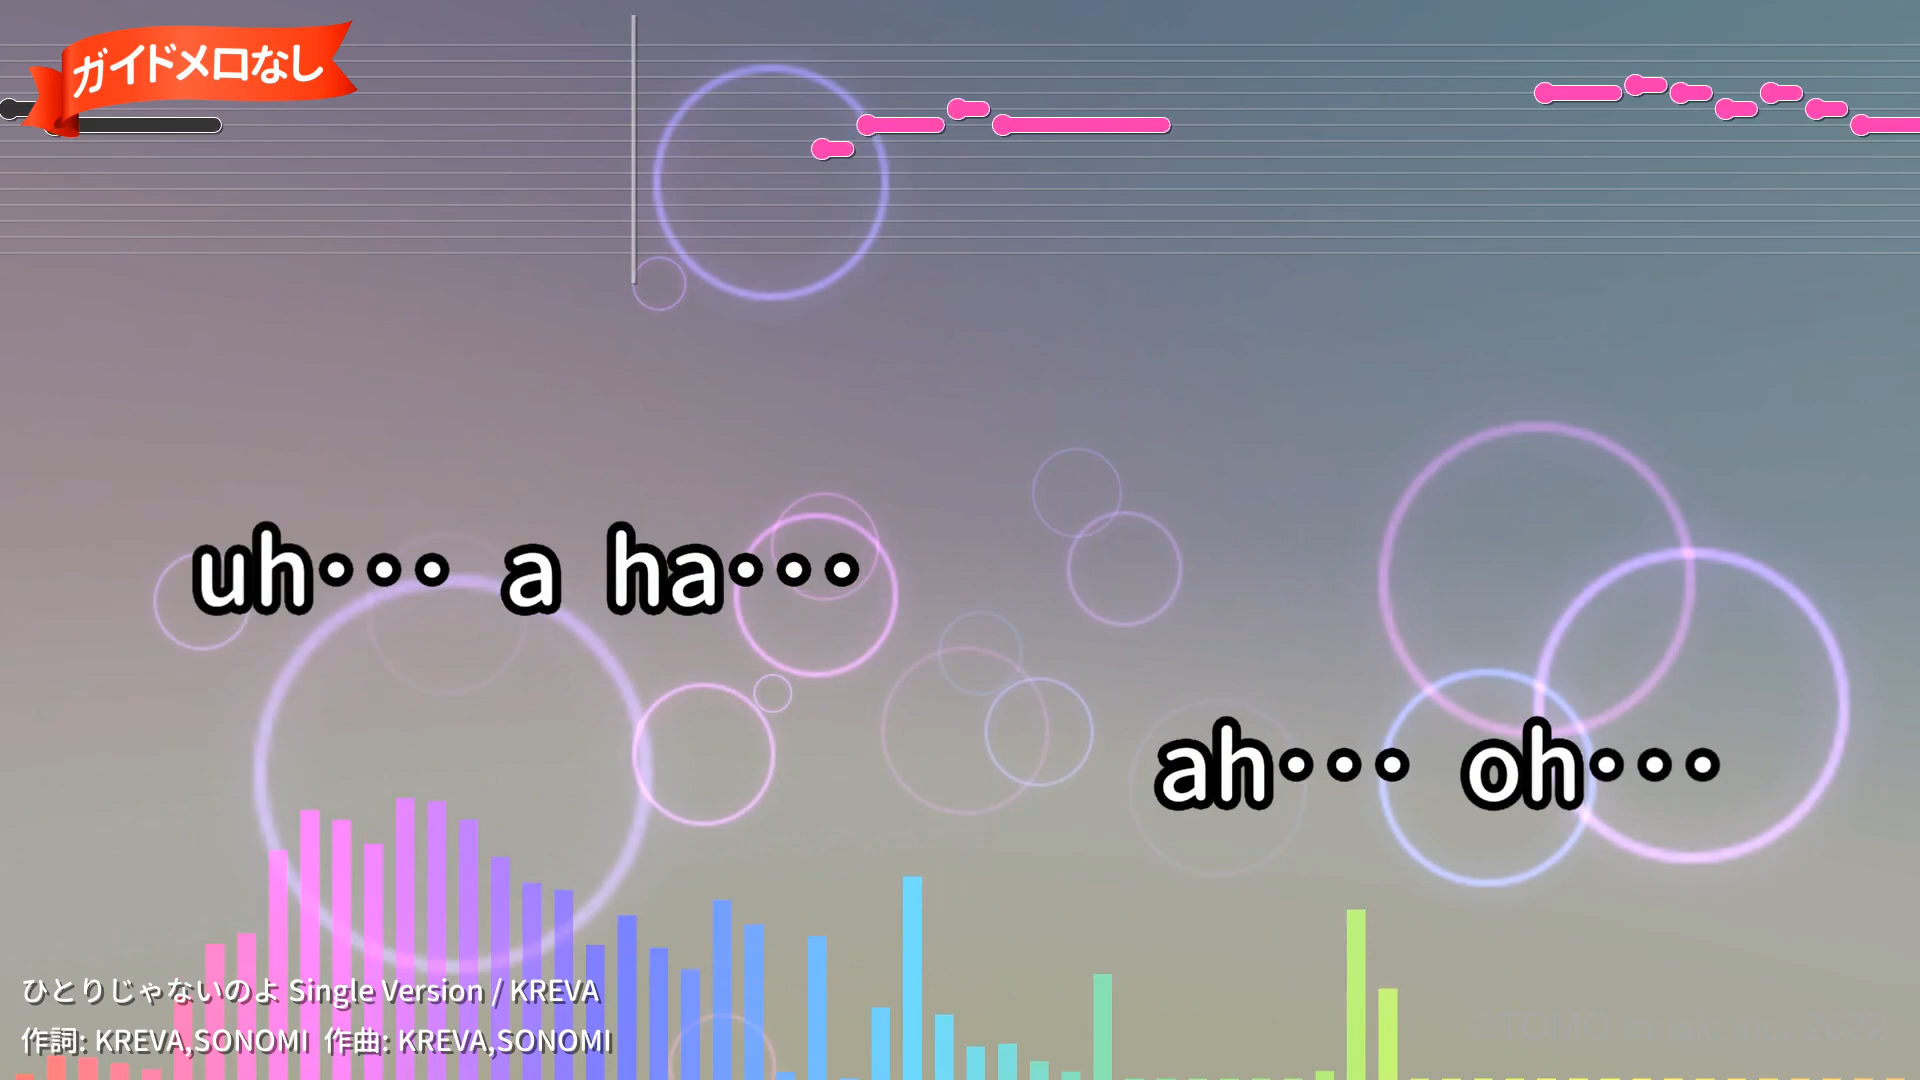 ガイドメロなし
uh··· a ha···
ah··· oh···
ひとりじゃないのよ Single Version / KREVA
作詞: KREVA,SONOMI 作曲: KREVA,SONOMI